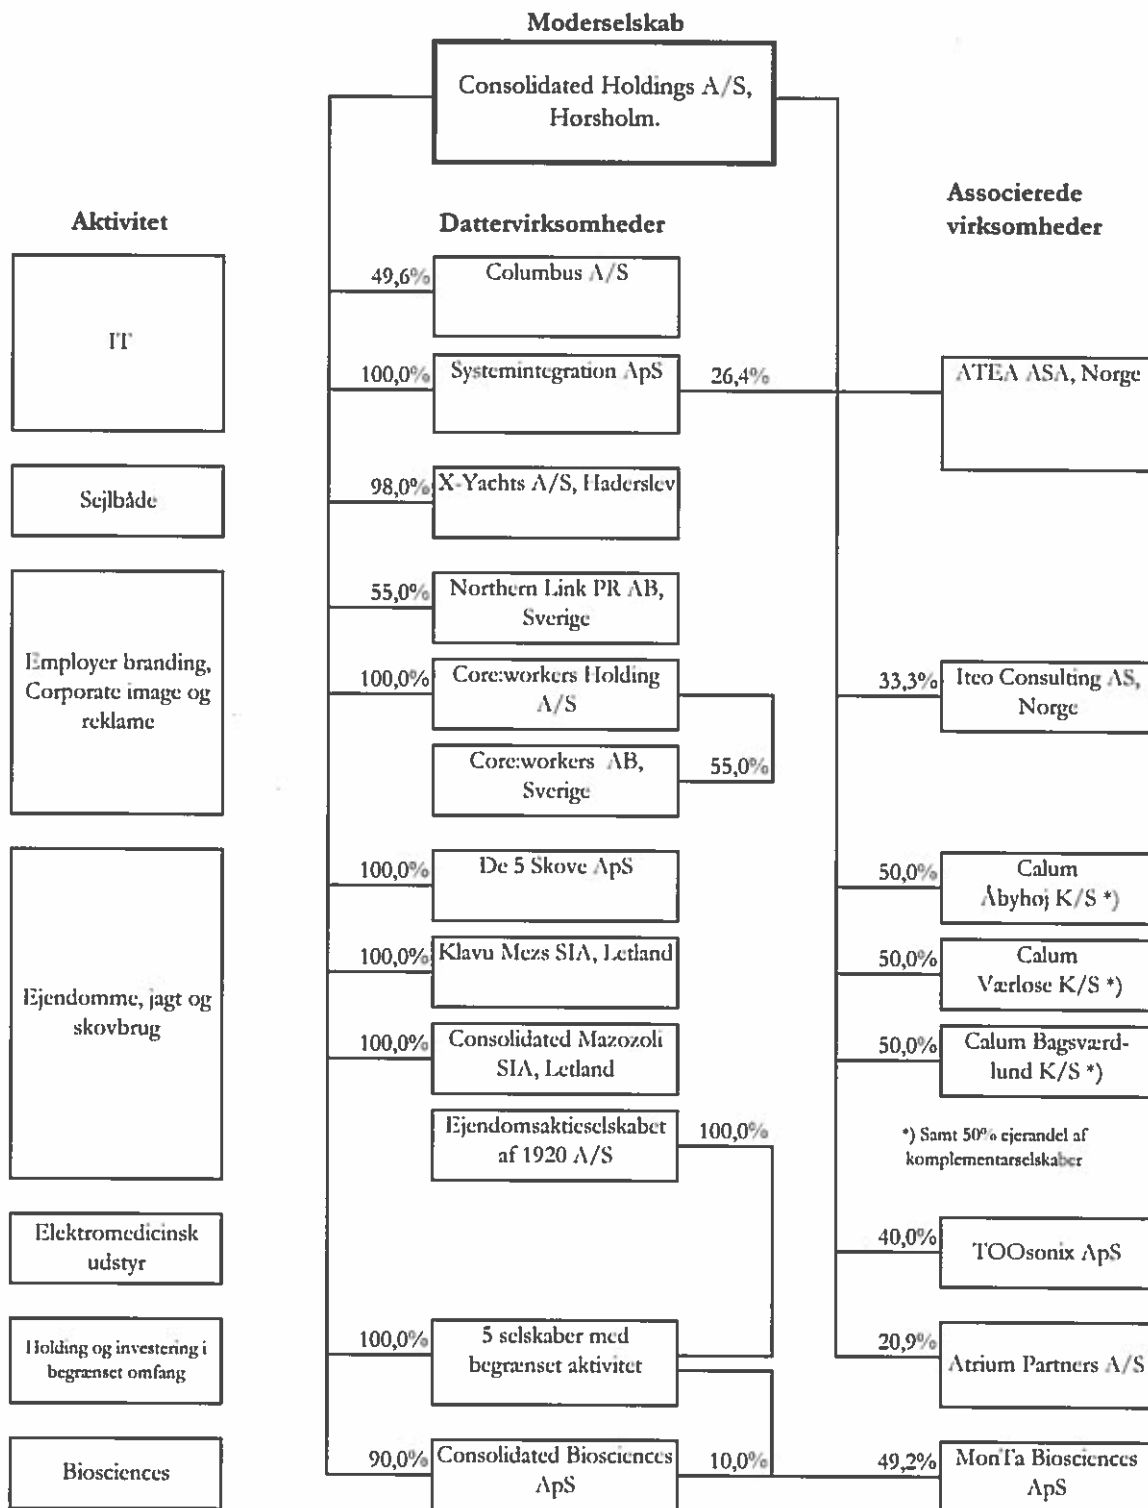 Moderselskab
Consolidated Holdings A/S,
Hørsholm.
Aktivitet
Dattervirksomheder
Associerede
virksomheder
IT
49,6%
Columbus A/S
100,0%
Systemintegration ApS
26,4%
ATEA ASA, Norge
Sejlbåde
98,0%
X-Yachts A/S, Haderslev
Employer branding,
Corporate image og
reklame
55,0%
Northern Link PR AB,
Sverige
100,0%
Core:workers Holding
A/S
33,3%
Iteo Consulting AS,
Norge
Core:workers AB,
Sverige
55,0%
Ejendomme, jagt og
skovbrug
100,0%
De 5 Skove ApS
50,0%
Calum
Åbyhøj K/S *)
100,0%
Klavu Mezs SIA, Letland
50,0%
Calum
Værløse K/S *)
100,0%
Consolidated Mazozoli
SIA, Letland
50,0%
Calum Bagsværd-
lund K/S *)
Ejendomsaktieselskabet
af 1920 A/S
100,0%
*) Samt 50% ejerandel af
komplementarselskaber
Elektromedicinsk
udstyr
40,0%
TOOsonix ApS
Holding og investering i
begrænset omfang
100,0%
5 selskaber med
begrænset aktivitet
20,9%
Atrium Partners A/S
Biosciences
90,0%
Consolidated Biosciences
ApS
10,0%
49,2%
MonTa Biosciences
ApS